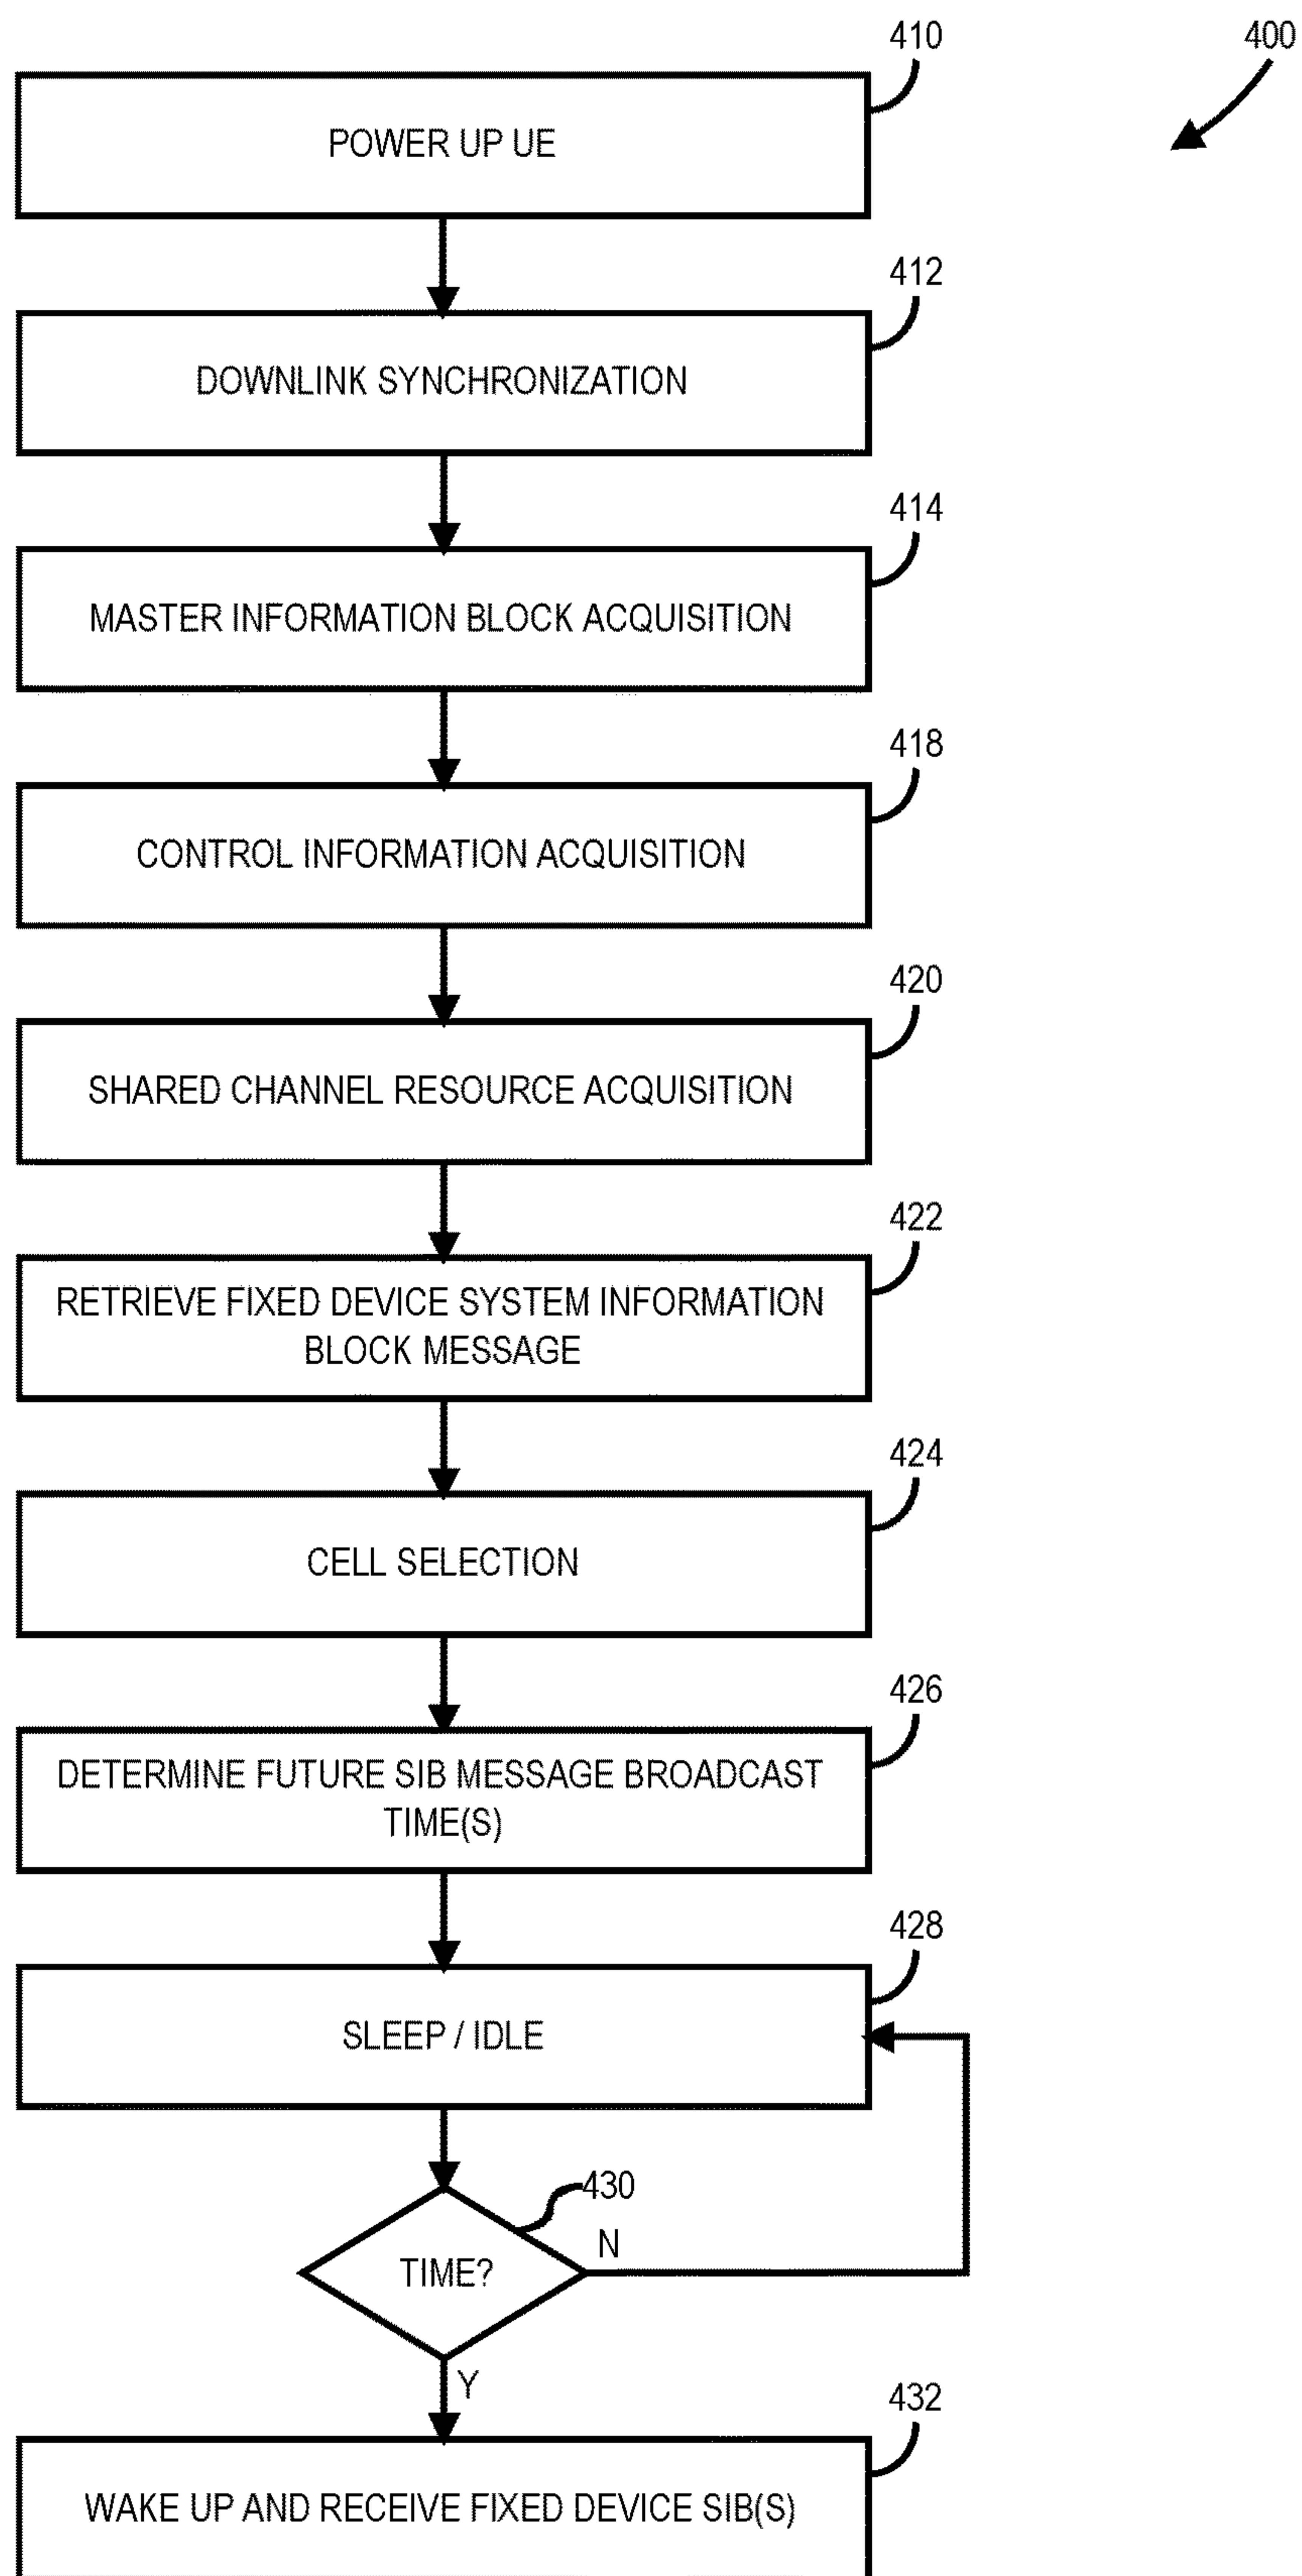 410
400
POWER UP UE
412
DOWNLINK SYNCHRONIZATION
414
MASTER INFORMATION BLOCK ACQUISITION
418
CONTROL INFORMATION ACQUISITION
420
SHARED CHANNEL RESOURCE ACQUISITION
422
RETRIEVE FIXED DEVICE SYSTEM INFORMATION
BLOCK MESSAGE
424
CELL SELECTION
426
DETERMINE FUTURE SIB MESSAGE BROADCAST
TIME(S)
428
SLEEP / IDLE
430
N
TIME?
Y
432
WAKE UP AND RECEIVE FIXED DEVICE SIB(S)